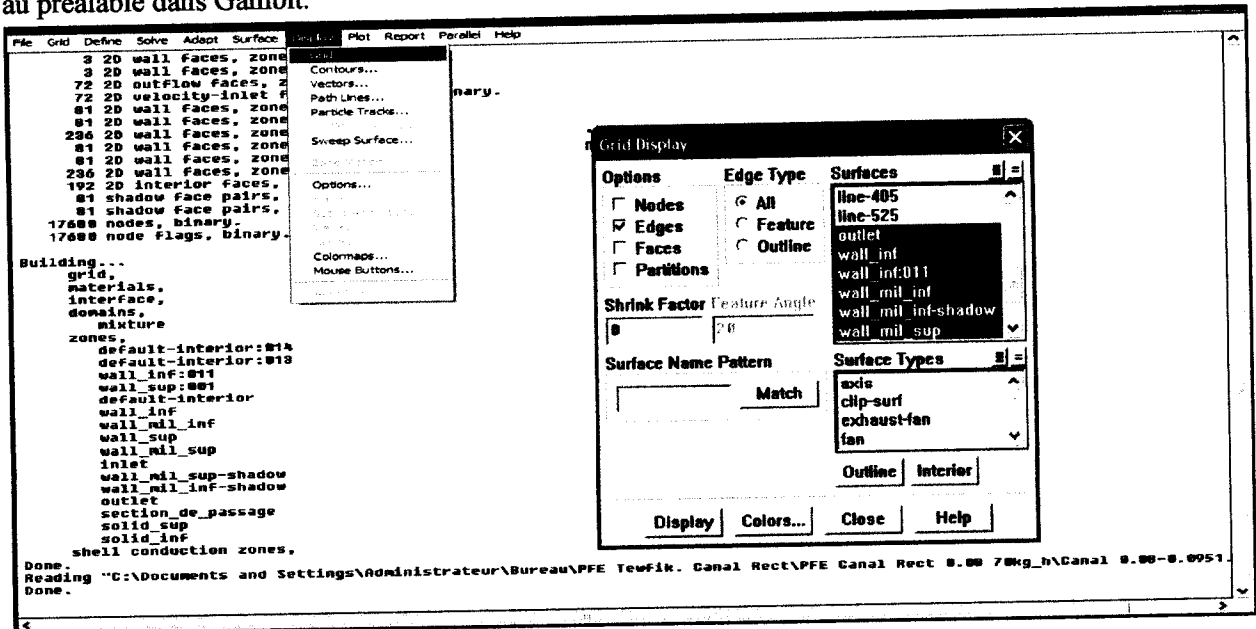 au préalable dans Gambit.
File Grid Define Solve Adapt Surface Display Plot Report Parallel Help
3 2D wall faces, zone
3 2D wall faces, zone
72 2D outflow faces, z
72 2D velocity-inlet f
nary.
81 2D wall faces, zone
81 2D wall faces, zone
236 2D wall faces, zone
81 2D wall faces, zone
81 2D wall faces, zone
236 2D wall faces, zone
192 2D interior faces,
81 shadow face pairs,
81 shadow face pairs,
17680 nodes, binary.
17680 node flags, binary.
Building...
grid,
materials,
interface,
domains,
mixture
zones,
default-interior:014
default-interior:013
wall_inf:011
wall_sup:001
default-interior
wall_inf
wall_mil_inf
wall_sup
wall_mil_sup
inlet
wall_mil_sup-shadow
wall_mil_inf-shadow
outlet
section_de_passage
solid_sup
solid_inf
shell conduction zones,
Done.
Reading "C:\Documents and Settings\Administrateur\Bureau\PFE Tewfik. Canal Rect\PFE Canal Rect 0.08 70kg_h\Canal 0.08-0.0951.
Done.
Grid...
Contours...
Vectors...
Path Lines...
Particle Tracks...
Sweep Surface...
Options...
Colormaps...
Mouse Buttons...
Grid Display
Options
Nodes
Edges
Faces
Partitions
Edge Type
All
Feature
Outline
Shrink Factor Feature Angle
0
20
Surface Name Pattern
Match
Surfaces
line-405
line-525
outlet
wall_inf
wall_inf:011
wall_mil_inf
wall_mil_inf-shadow
wall_mil_sup
Surface Types
axis
clip-surf
exhaust-fan
fan
Outline Interior
Display Colors... Close Help